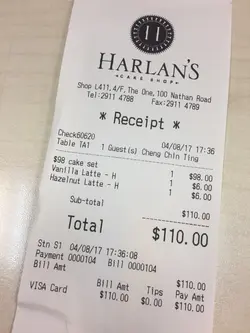 HARLAN'S
CAKE SHOP
Shop L411.4/F.The One,100 Nathan Road
Tel:2911 4788 Fax:2911 4789
* Receipt *
04/08/17 17:36
Check60620
Table TA1 1 Guest(s) Cheng Chin Ting
$98 cake set 1 $98.00
Vanilla Latte - H 1 $6.00
Hazelnut Latte - H 1 $6.00
Sub-total $110.00
Total $110.00
Stn S1 04/08/17 17:36:08
Payment 0000104 Bill 0000104 $110.00
Bill Amt Tips Pay Amt
VISA Card $110.00 $0.00 $110.00